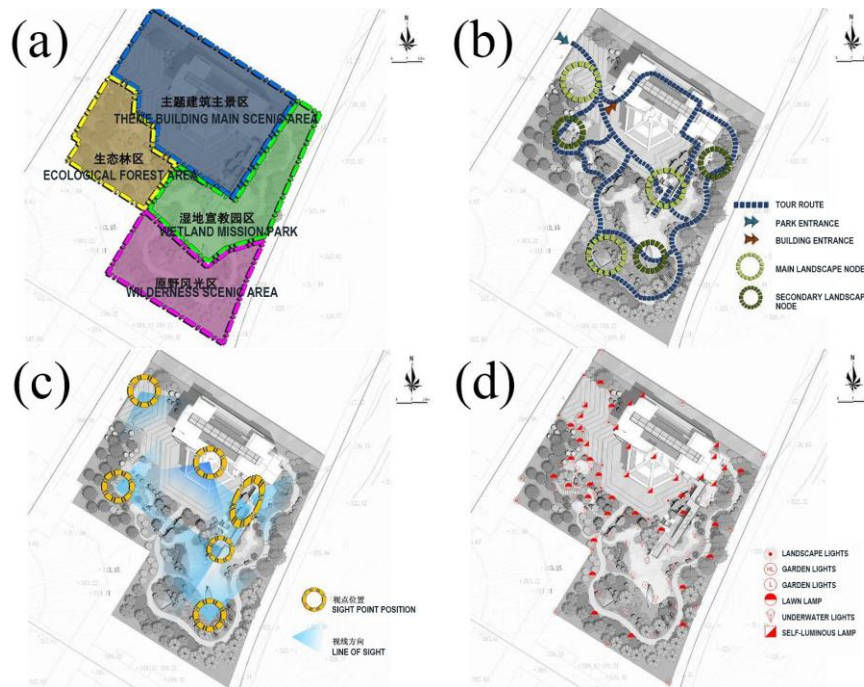 (a)
N
主题建筑主景区
THEME BUILDING MAIN SCENIC AREA
生态林区
ECOLOGICAL FOREST AREA
湿地宣教园区
WETLAND MISSION PARK
原野风光区
WILDERNESS SCENIC AREA
(b)
N
TOUR ROUTE
PARK ENTRANCE
BUILDING ENTRANCE
MAIN LANDSCAPE NODE
SECONDARY LANDSCAP
NODE
(c)
N
视点位置
SIGHT POINT POSITION
视线方向
LINE OF SIGHT
(d)
N
LANDSCAPE LIGHTS
HL
GARDEN LIGHTS
L
GARDEN LIGHTS
LAWN LAMP
UNDERWATER LIGHTS
SELF-LUMINOUS LAMP